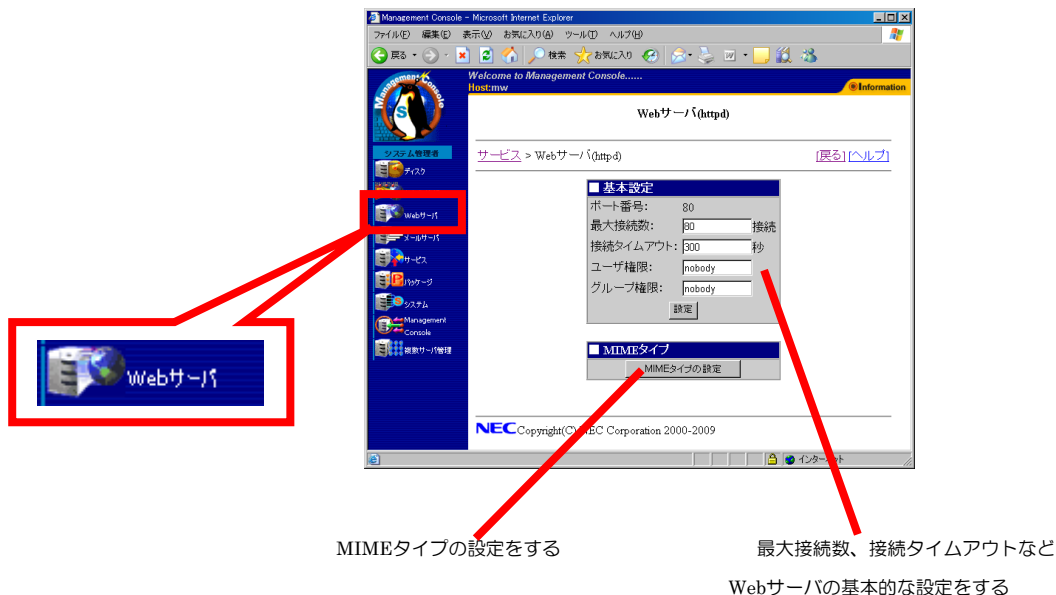 Management Console - Microsoft Internet Explorer
ファイル(F) 編集(E) 表示(V) お気に入り(A) ツール(T) ヘルプ(H)
戻る 検索 お気に入り
Management Console
S
Welcome to Management Console......
Host:mw
Information
Webサーバ(httpd)
システム管理者
サービス > Webサーバ(httpd) [戻る] [ヘルプ]
ディスク
Webサーバ
メールサーバ
サービス
パッケージ
システム
Management
Console
複数サーバ管理
■ 基本設定
ポート番号: 80
最大接続数: 80 接続
接続タイムアウト: 300 秒
ユーザ権限: nobody
グループ権限: nobody
設定
■ MIMEタイプ
MIMEタイプの設定
NEC Copyright(C) NEC Corporation 2000-2009
Webサーバ
MIMEタイプの設定をする
最大接続数、接続タイムアウトなど
Webサーバの基本的な設定をする